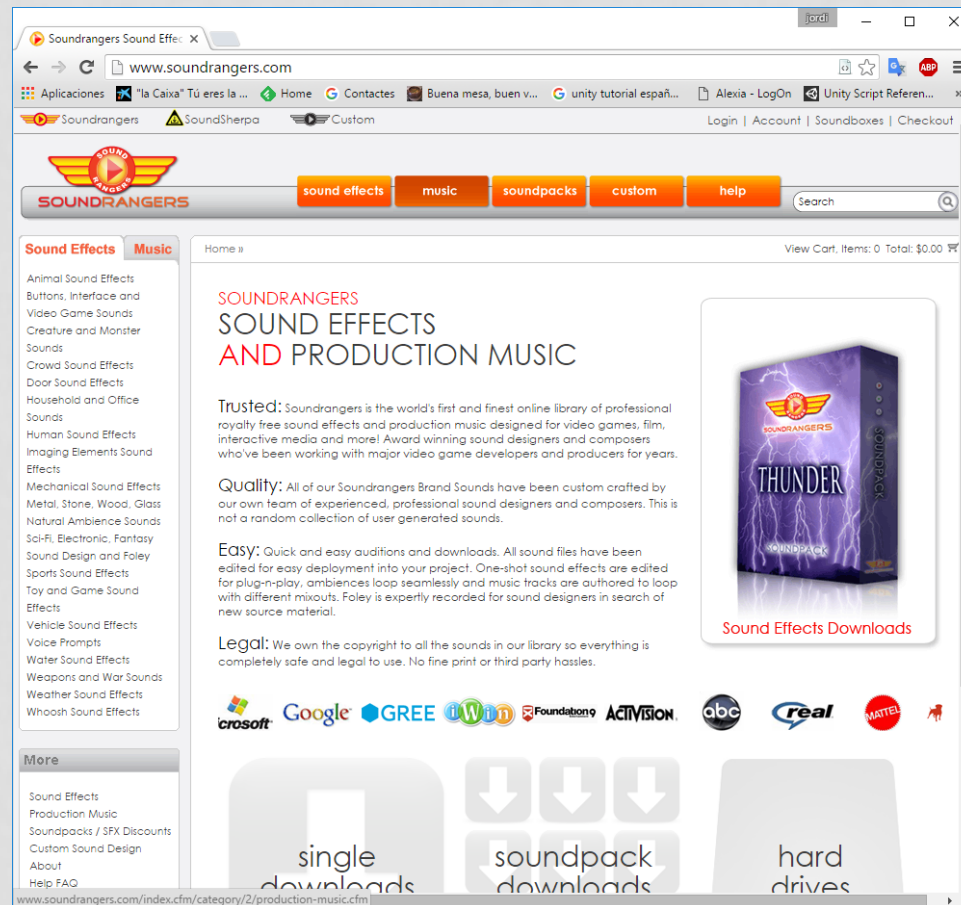 jordi
Soundrangers Sound Effec
www.soundrangers.com
ABP
Aplicaciones "la Caixa" Tú eres la ... Home Contactes Buena mesa, buen v... unity tutorial españ... Alexia - LogOn Unity Script Referen...
Soundrangers SoundSherpa Custom Login | Account | Soundboxes | Checkout
SOUND
RANGERS
SOUNDRANGERS
sound effects music soundpacks custom help
Search
Sound Effects Music
Home »
View Cart, Items: 0 Total: $0.00
Animal Sound Effects
Buttons, Interface and
Video Game Sounds
Creature and Monster
Sounds
Crowd Sound Effects
Door Sound Effects
Household and Office
Sounds
Human Sound Effects
Imaging Elements Sound
Effects
Mechanical Sound Effects
Metal, Stone, Wood, Glass
Natural Ambience Sounds
Sci-Fi, Electronic, Fantasy
Sound Design and Foley
Sports Sound Effects
Toy and Game Sound
Effects
Vehicle Sound Effects
Voice Prompts
Water Sound Effects
Weapons and War Sounds
Weather Sound Effects
Whoosh Sound Effects
More
Sound Effects
Production Music
Soundpacks / SFX Discounts
Custom Sound Design
About
Help FAQ
SOUNDRANGERS
SOUND EFFECTS
AND PRODUCTION MUSIC
Trusted: Soundrangers is the world's first and finest online library of professional
royalty free sound effects and production music designed for video games, film,
interactive media and more! Award winning sound designers and composers
who've been working with major video game developers and producers for years.
Quality: All of our Soundrangers Brand Sounds have been custom crafted by
our own team of experienced, professional sound designers and composers. This is
not a random collection of user generated sounds.
Easy: Quick and easy auditions and downloads. All sound files have been
edited for easy deployment into your project. One-shot sound effects are edited
for plug-n-play, ambiences loop seamlessly and music tracks are authored to loop
with different mixouts. Foley is expertly recorded for sound designers in search of
new source material.
Legal: We own the copyright to all the sounds in our library so everything is
completely safe and legal to use. No fine print or third party hassles.
SOUNDRANGERS
THUNDER
SOUNDPACK
SOUNDPACK
Sound Effects Downloads
icrosoft Google GREE iWin Foundation9 ACTIVISION. abc real MATTEL
single
downloads
soundpack
downloads
hard
drives
www.soundrangers.com/index.cfm/category/2/production-music.cfm